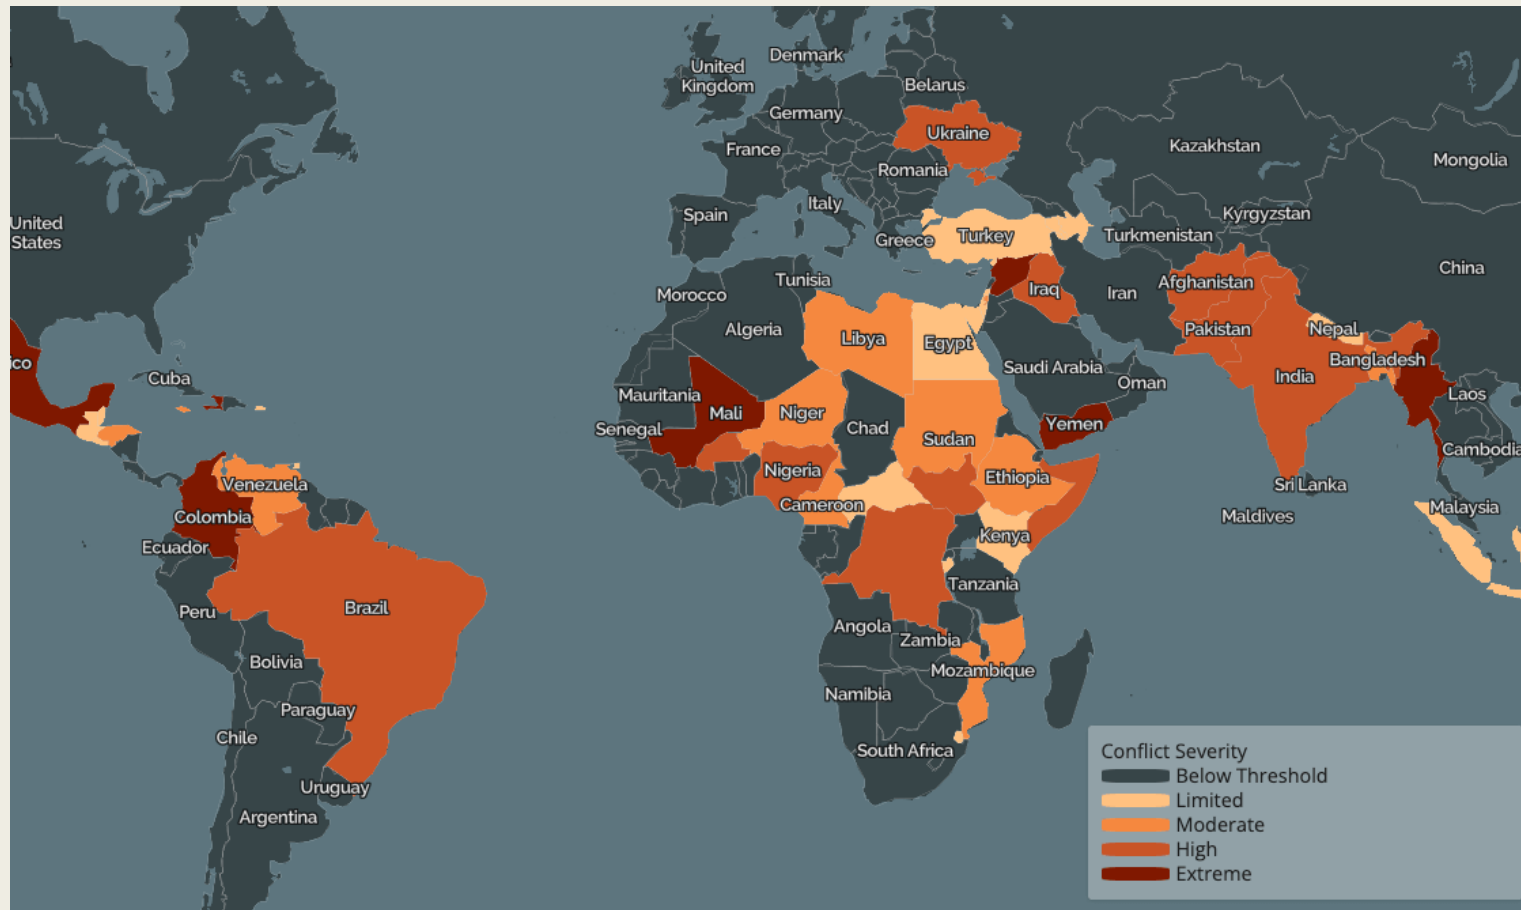 Denmark
United
Kingdom
Belarus
Germany
Ukraine
France
Kazakhstan
Mongolia
Romania
Italy
Spain
Kyrgyzstan
United
States
Greece
Turkey
Turkmenistan
China
Tunisia
Morocco
Afghanistan
Iraq
Iran
Algeria
Libya
Egypt
Pakistan
Nepal
Bangladesh
ico
Cuba
Saudi Arabia
India
Oman
Mauritania
Mali
Niger
Laos
Senegal
Chad
Sudan
Yemen
Cambodia
Nigeria
Ethiopia
Venezuela
Sri Lanka
Cameroon
Colombia
Maldives
Malaysia
Ecuador
Kenya
Tanzania
Peru
Brazil
Angola
Zambia
Bolivia
Mozambique
Namibia
Paraguay
Chile
South Africa
Uruguay
Argentina
Conflict Severity
Below Threshold
Limited
Moderate
High
Extreme